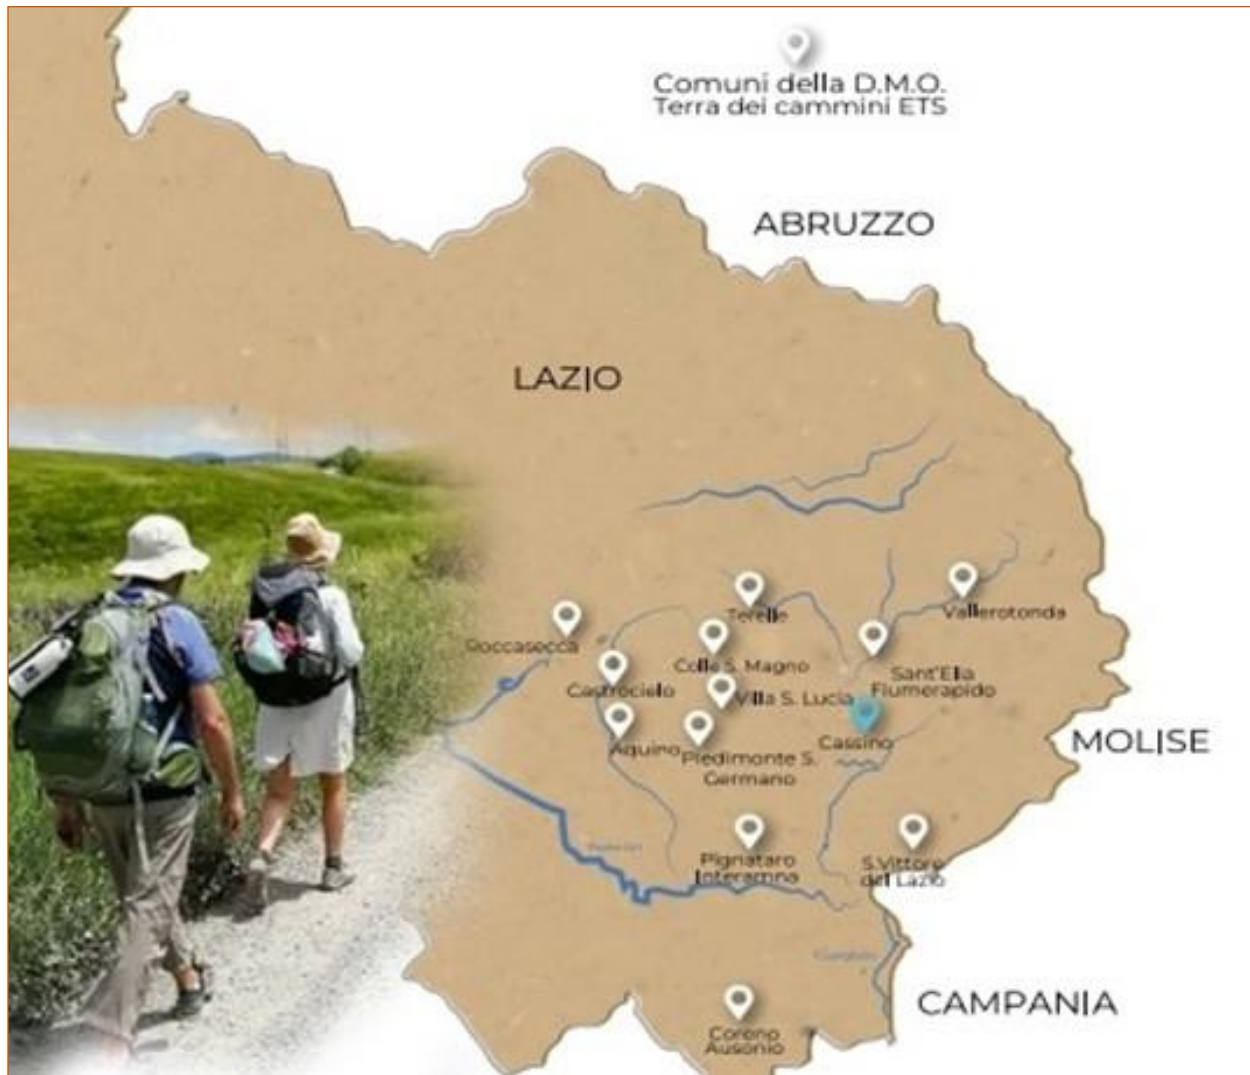 Comuni della D.M.O.
Terra dei cammini ETS
ABRUZZO
LAZIO
Terelle
Vallerotonda
Roccasecca
Colle S. Magno
Sant'Elia
Fiumerapido
Castrocielo
Villa S. Lucia
Aquino
Piedimonte S.
Germano
Cassino
MOLISE
Pignataro
Interamna
S.Vittore
del Lazio
CAMPANIA
Coreno
Ausonio